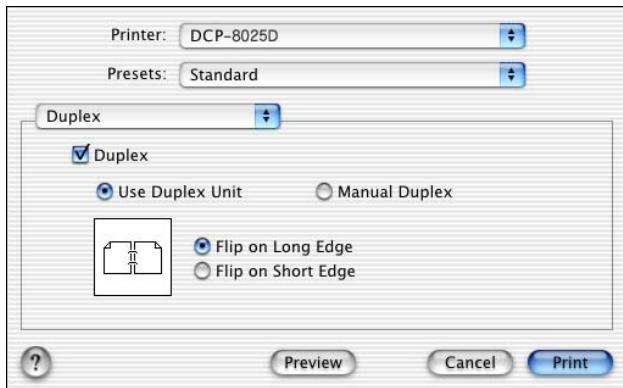 Printer: DCP-8025D
Presets: Standard
Duplex
Duplex
Use Duplex Unit Manual Duplex
Flip on Long Edge
Flip on Short Edge
? Preview Cancel Print